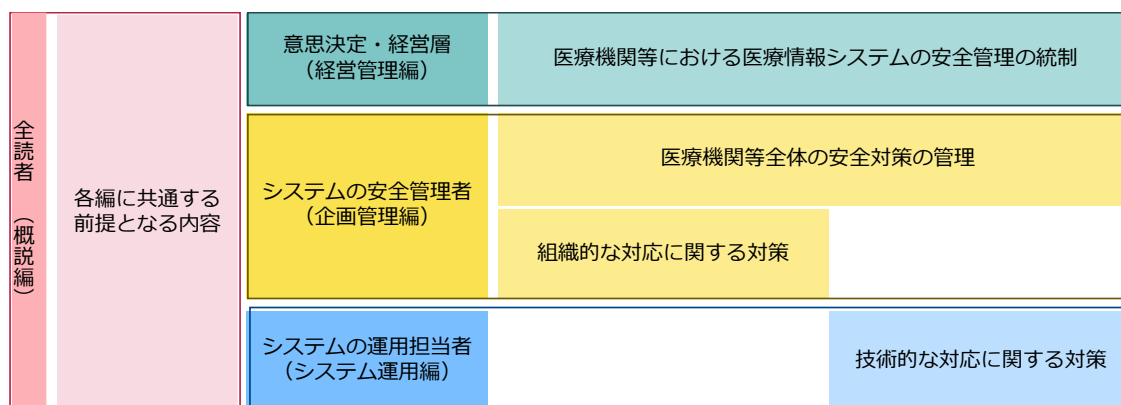 全読者（概説編）
各編に共通する
前提となる内容
意思決定・経営層
（経営管理編）
医療機関等における医療情報システムの安全管理の統制
システムの安全管理者
（企画管理編）
医療機関等全体の安全対策の管理
組織的な対応に関する対策
システムの運用担当者
（システム運用編）
技術的な対応に関する対策